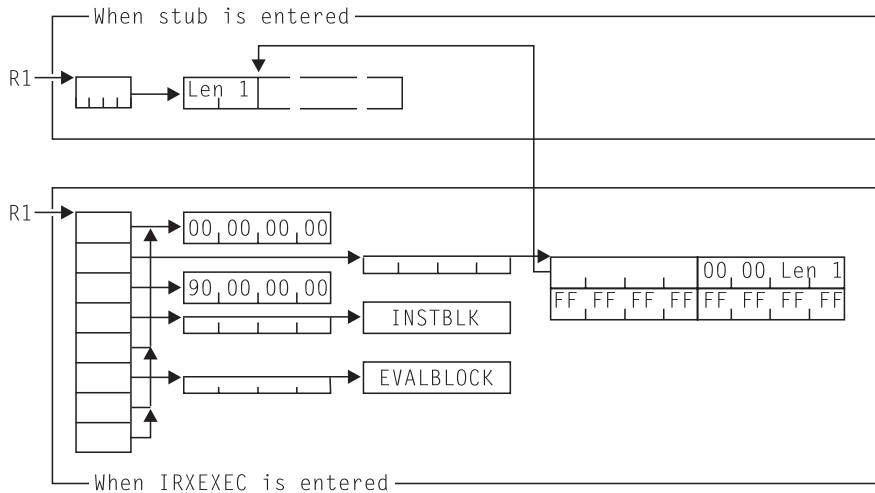 When stub is entered
R1
Len 1
R1
00 00 00 00
00 00 Len 1
90 00 00 00
FF FF FF FF FF FF FF FF
INSTBLK
EVALBLOCK
When IRXEXEC is entered